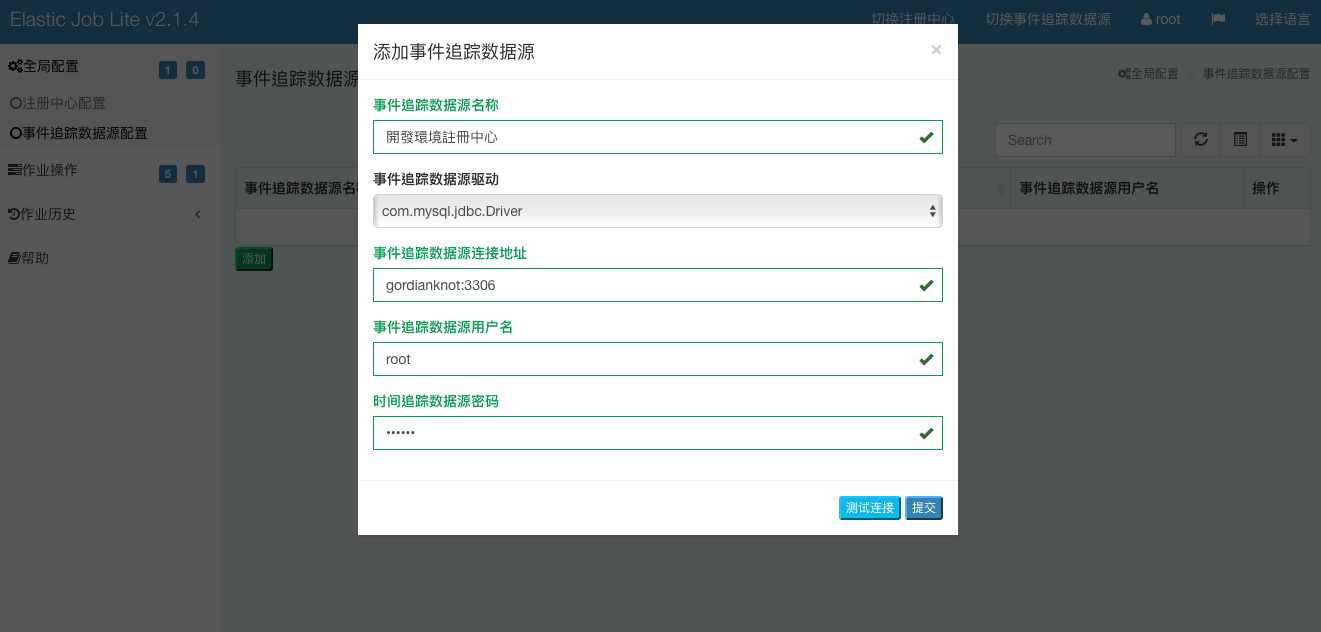 Elastic Job Lite v2.1.4
切换注册中心 切换事件追踪数据源 root 选择语言
全局配置 1 0
注册中心配置
事件追踪数据源配置
作业操作 5 1
作业历史
帮助
事件追踪数据源
全局配置 > 事件追踪数据源配置
Search
事件追踪数据源名 事件追踪数据源用户名 操作
添加
添加事件追踪数据源 ×
事件追踪数据源名称
開發環境註冊中心
事件追踪数据源驱动
com.mysql.jdbc.Driver
事件追踪数据源连接地址
gordianknot:3306
事件追踪数据源用户名
root
时间追踪数据源密码
••••••
测试连接 提交